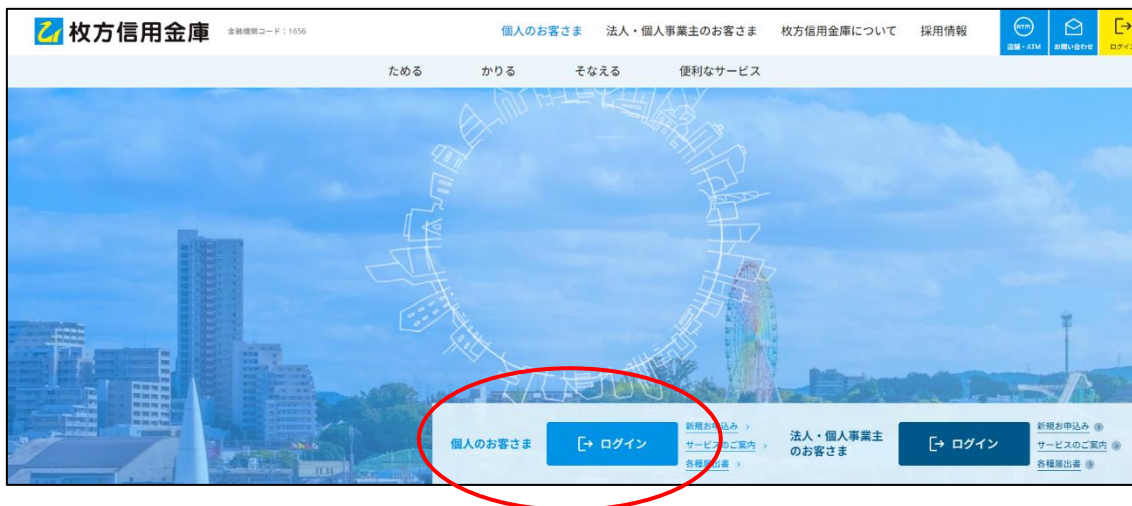 枚方信用金庫 金融機関コード：1656
個人のお客さま 法人・個人事業主のお客さま 枚方信用金庫について 採用情報
ATM
店舗・ATM お問い合わせ ログイン
ためる かりる そなえる 便利なサービス
個人のお客さま
ログイン
新規お申込み
サービスのご案内
各種届出書
法人・個人事業主
のお客さま
ログイン
新規お申込み
サービスのご案内
各種届出書